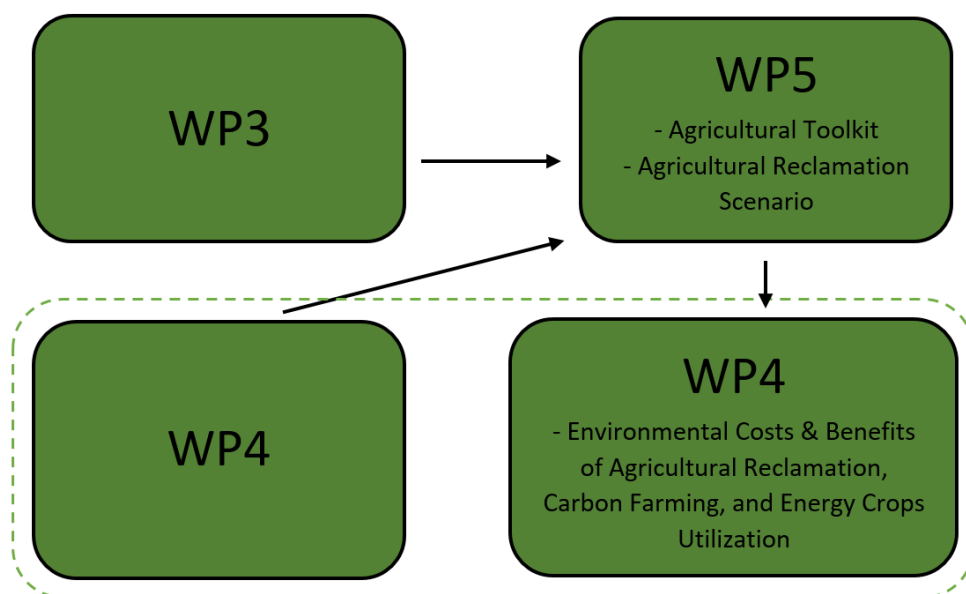 WP3
WP5
- Agricultural Toolkit
- Agricultural Reclamation
Scenario
WP4
WP4
- Environmental Costs & Benefits
of Agricultural Reclamation,
Carbon Farming, and Energy Crops
Utilization